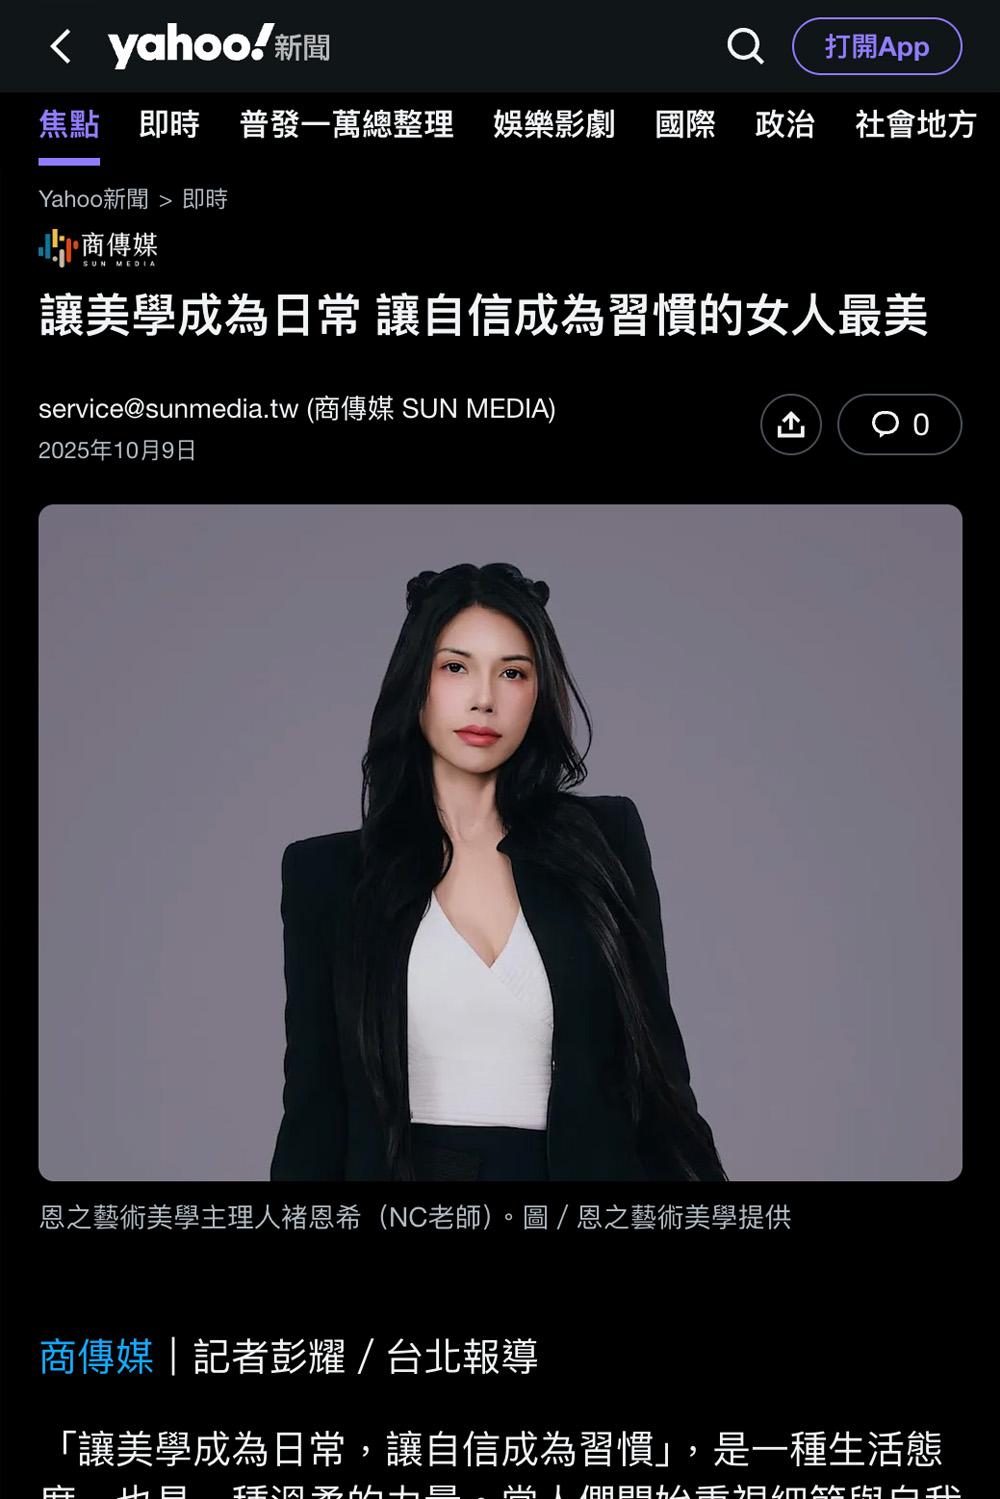 yahoo!新聞
打開App
焦點 即時 普發一萬總整理 娛樂影劇 國際 政治 社會地方
Yahoo新聞 > 即時
商傳媒
SUN MEDIA
讓美學成為日常 讓自信成為習慣的女人最美
service@sunmedia.tw (商傳媒 SUN MEDIA)
0
2025年10月9日
恩之藝術美學主理人褚恩希（NC老師）。圖 / 恩之藝術美學提供
商傳媒｜記者彭耀 / 台北報導
「讓美學成為日常，讓自信成為習慣」，是一種生活態
度，也是一種溫柔的力量。當人們開始重視細節與自我